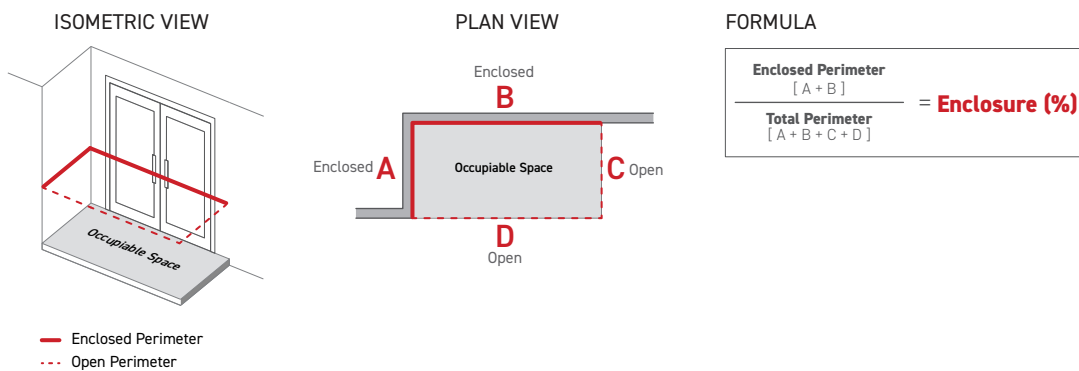 ISOMETRIC VIEW
Occupiable Space
Enclosed Perimeter
Open Perimeter
PLAN VIEW
Enclosed
B
Enclosed A
Occupiable Space
C Open
D
Open
FORMULA
Enclosed Perimeter
[ A + B ]
= Enclosure (%)
Total Perimeter
[ A + B + C + D ]